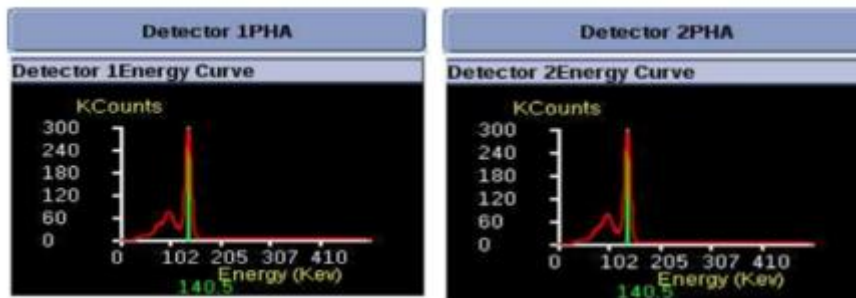 Detector 1PHA
Detector 1Energy Curve
KCounts
300
240
180
120
60
0
0 102 205 307 410
Energy (Kev)
140.5
Detector 2PHA
Detector 2Energy Curve
KCounts
300
240
180
120
60
0
0 102 205 307 410
Energy (Kev)
140.5